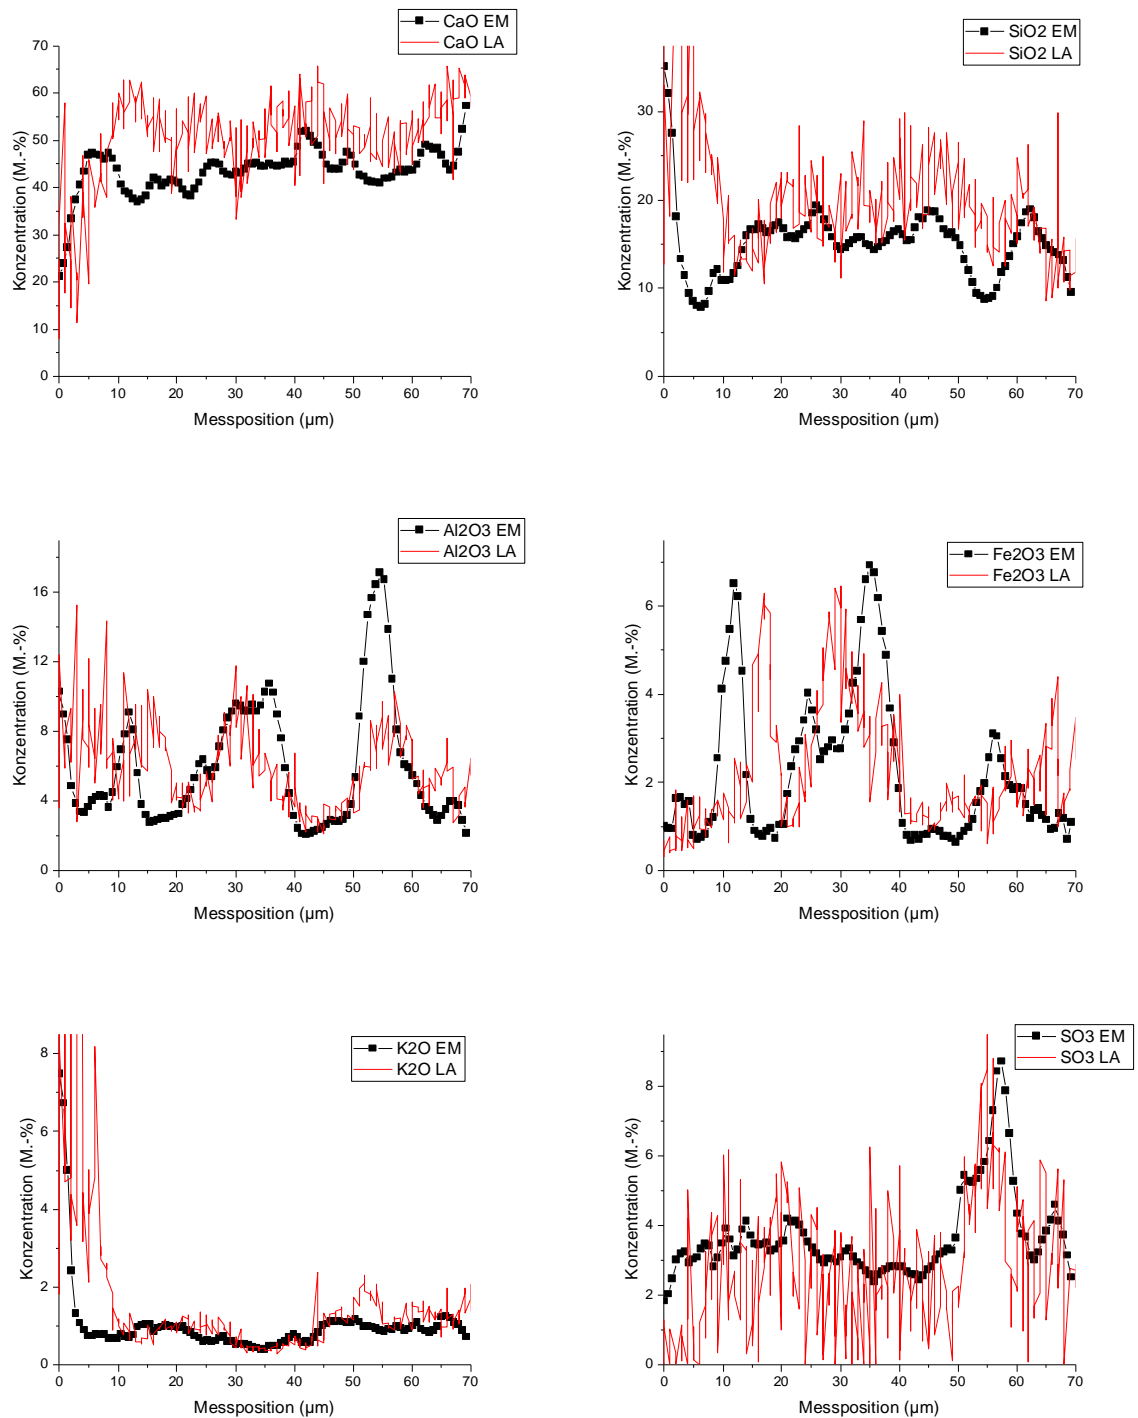 CaO EM
CaO LA
70
60
50
40
30
20
10
0
Konzentration (M.-%)
0 10 20 30 40 50 60 70
Messposition (µm)
SiO2 EM
SiO2 LA
30
20
10
0
Konzentration (M.-%)
0 10 20 30 40 50 60 70
Messposition (µm)
Al2O3 EM
Al2O3 LA
16
12
8
4
0
Konzentration (M.-%)
0 10 20 30 40 50 60 70
Messposition (µm)
Fe2O3 EM
Fe2O3 LA
6
4
2
0
Konzentration (M.-%)
0 10 20 30 40 50 60 70
Messposition (µm)
K2O EM
K2O LA
8
6
4
2
0
Konzentration (M.-%)
0 10 20 30 40 50 60 70
Messposition (µm)
SO3 EM
SO3 LA
8
6
4
2
0
Konzentration (M.-%)
0 10 20 30 40 50 60 70
Messposition (µm)